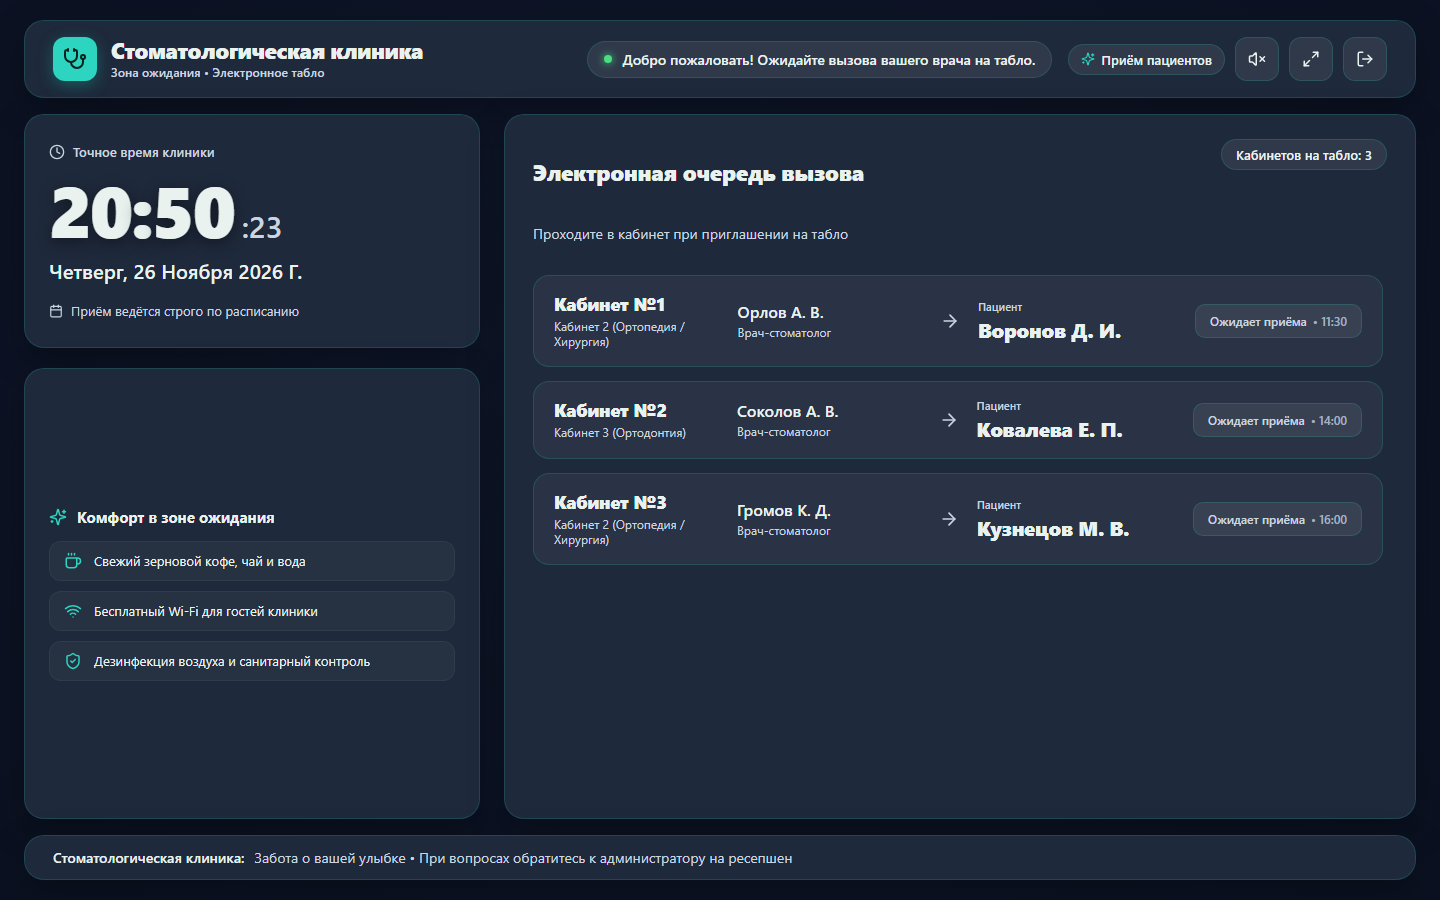 Стоматологическая клиника
Зона ожидания • Электронное табло
Добро пожаловать! Ожидайте вызова вашего врача на табло.
Приём пациентов
Точное время клиники
20:50 :23
Четверг, 26 Ноября 2026 Г.
Приём ведётся строго по расписанию
Комфорт в зоне ожидания
Свежий зерновой кофе, чай и вода
Бесплатный Wi-Fi для гостей клиники
Дезинфекция воздуха и санитарный контроль
Кабинетов на табло: 3
Электронная очередь вызова
Проходите в кабинет при приглашении на табло
Кабинет №1
Кабинет 2 (Ортопедия /
Хирургия)
Орлов А. В.
Врач-стоматолог
Пациент
Воронов Д. И.
Ожидает приёма • 11:30
Кабинет №2
Кабинет 3 (Ортодонтия)
Соколов А. В.
Врач-стоматолог
Пациент
Ковалева Е. П.
Ожидает приёма • 14:00
Кабинет №3
Кабинет 2 (Ортопедия /
Хирургия)
Громов К. Д.
Врач-стоматолог
Пациент
Кузнецов М. В.
Ожидает приёма • 16:00
Стоматологическая клиника: Забота о вашей улыбке • При вопросах обратитесь к администратору на ресепшен